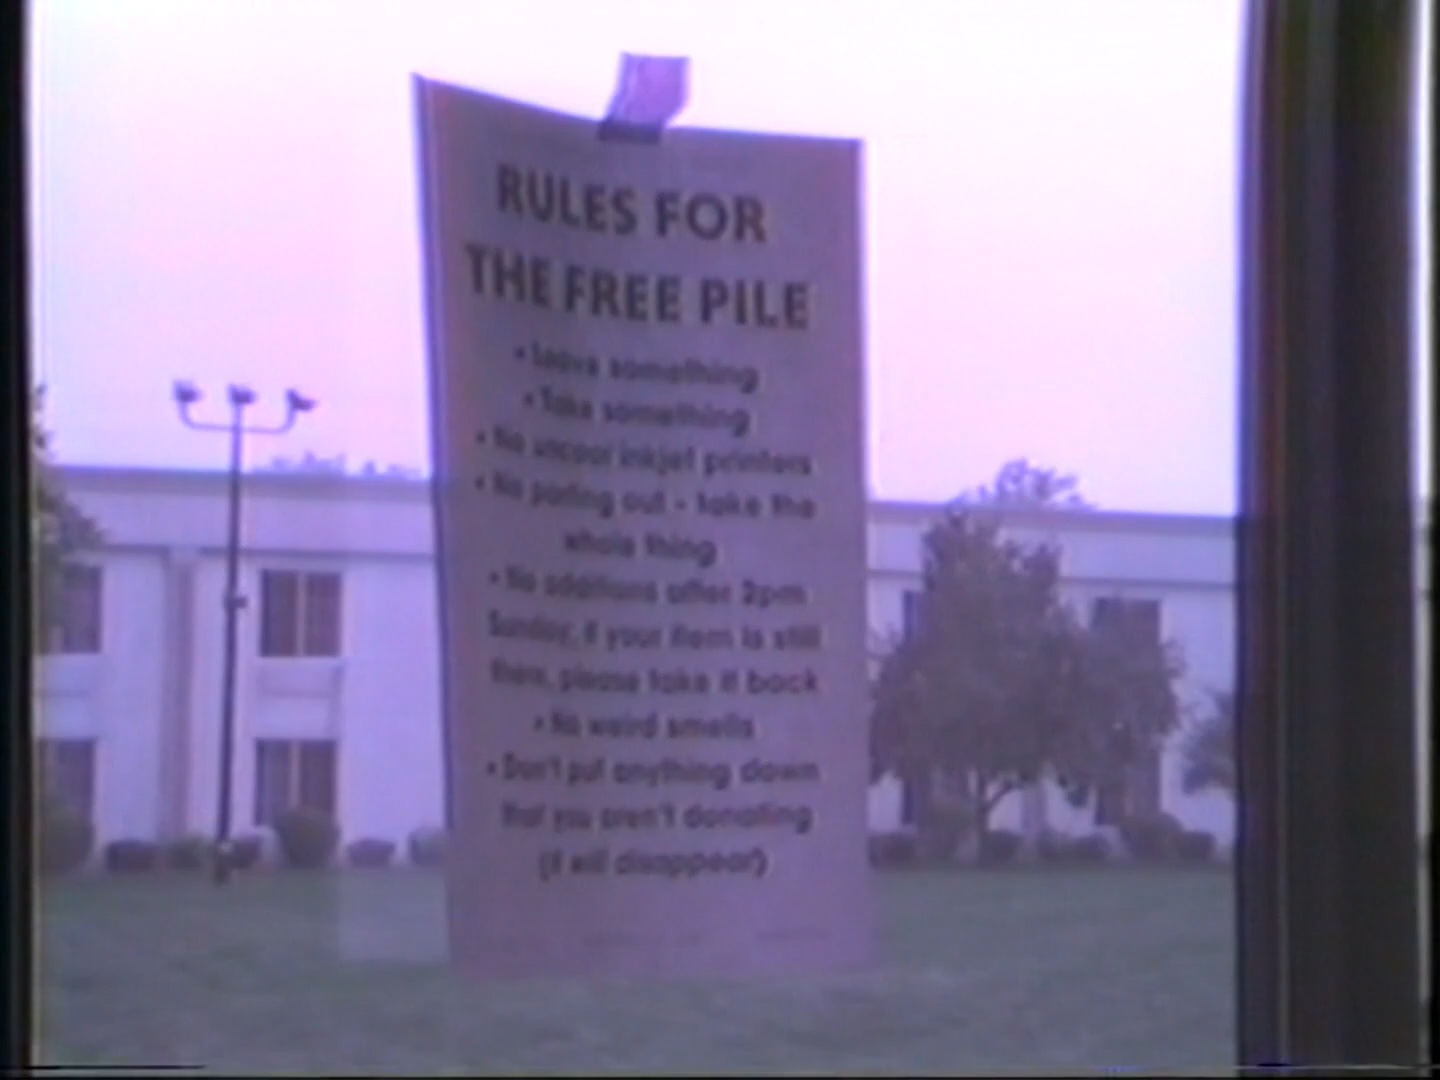 RULES FOR
THE FREE PILE
• Leave something
• Take something
• No uncool inkjet printers
• No parting out - take the
whole thing
• No additions after 2pm
Sunday, if your item is still
there, please take it back
• No weird smells
• Don't put anything down
that you aren't donating
(it will disappear)